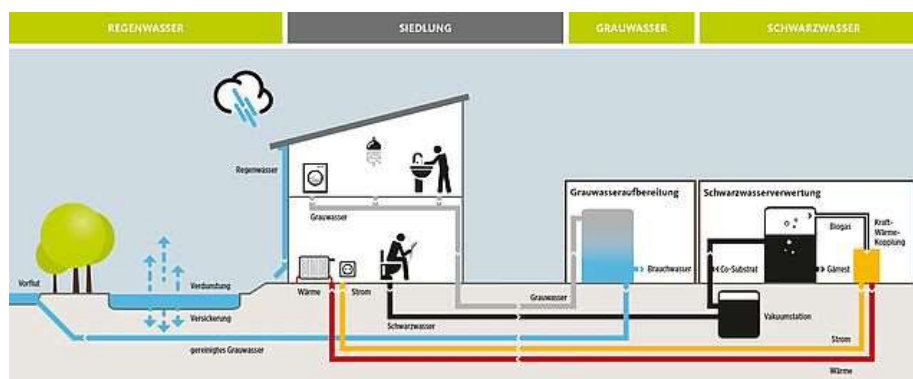 REGENWASSER
SIEDLUNG
GRAUWASSER
SCHWARZWASSER
Regenwasser
Grauwasser
Grauwasseraufbereitung
Schwarzwasserverwertung
Biogas
Kraft-
Wärme-
Kopplung
Brauchwasser
Co-Substrat
Gärrest
Vorflut
Verdunstung
Wärme
Strom
Grauwasser
Versickerung
Schwarzwasser
Vakuumstation
gereinigtes Grauwasser
Strom
Wärme